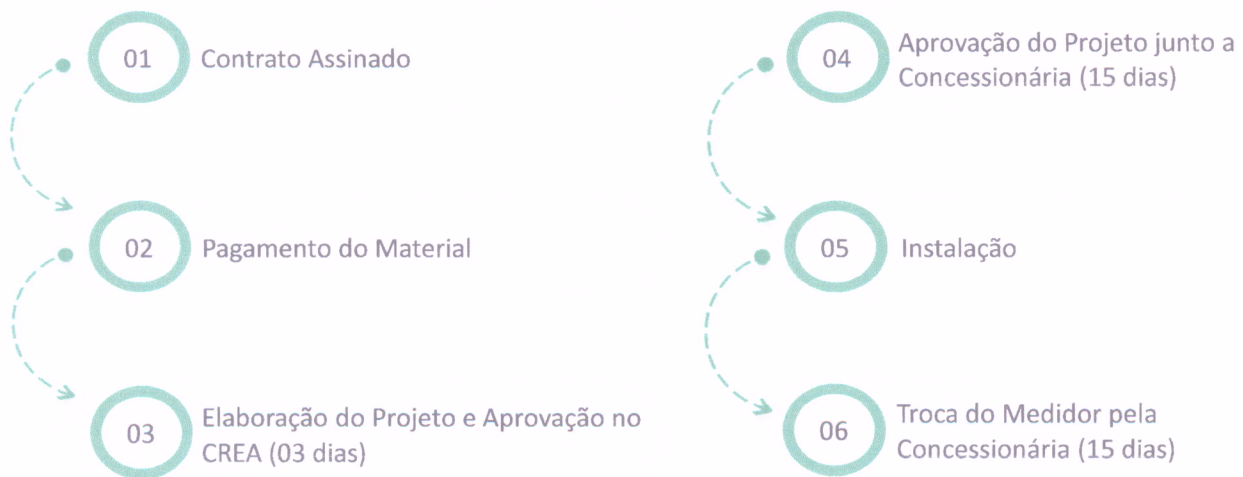 01
Contrato Assinado
02
Pagamento do Material
03
Elaboração do Projeto e Aprovação no
CREA (03 dias)
04
Aprovação do Projeto junto a
Concessionária (15 dias)
05
Instalação
06
Troca do Medidor pela
Concessionária (15 dias)